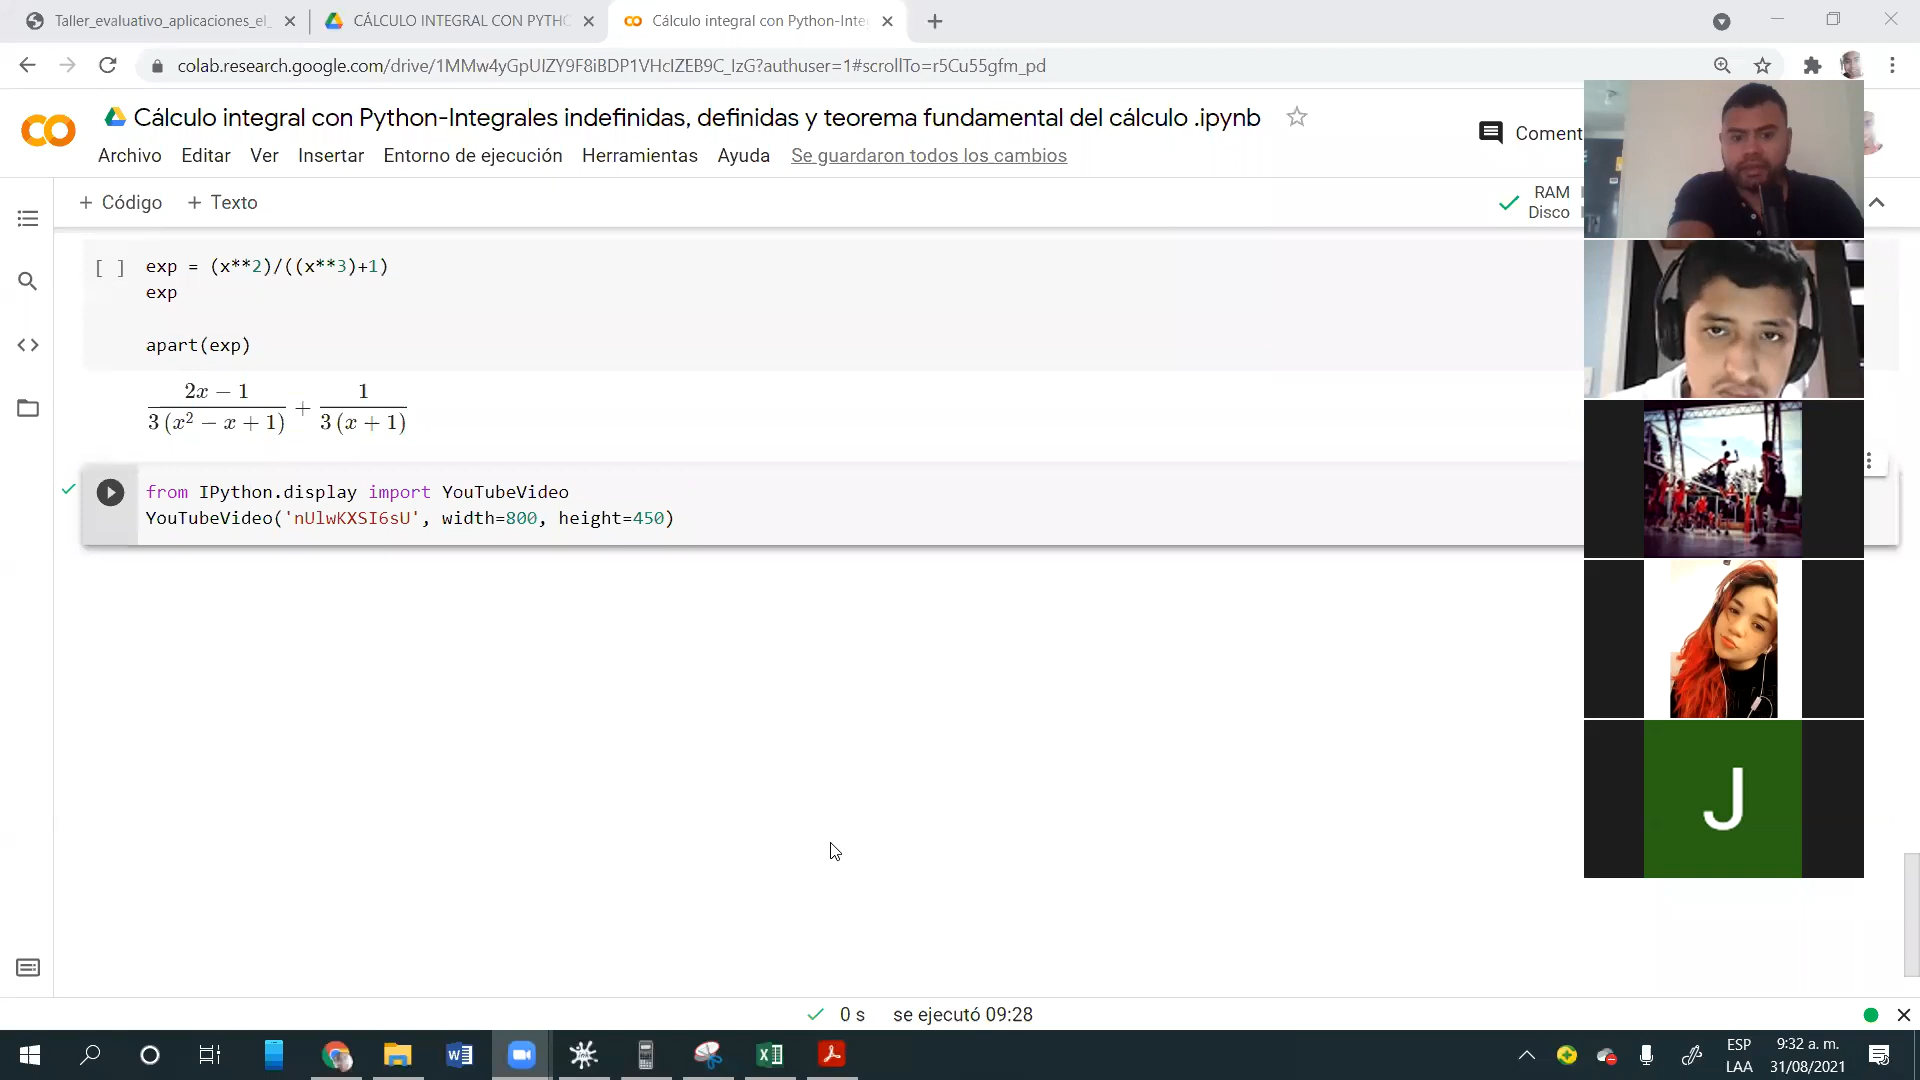 Taller_evaluativo_aplicaciones_el_
CÁLCULO INTEGRAL CON PYTHO
Cálculo integral con Python-Inte
colab.research.google.com/drive/1MMw4yGpUIZY9F8iBDP1VHcIZEB9C_IzG?authuser=1#scrollTo=r5Cu55gfm_pd
Cálculo integral con Python-Integrales indefinidas, definidas y teorema fundamental del cálculo .ipynb
Coment
Archivo Editar Ver Insertar Entorno de ejecución Herramientas Ayuda Se guardaron todos los cambios
+ Código + Texto
RAM
Disco
[ ] exp = (x**2)/((x**3)+1)
exp
apart(exp)
2x − 1 / 3 (x² − x + 1) + 1 / 3 (x + 1)
from IPython.display import YouTubeVideo
YouTubeVideo('nUlwKXSI6sU', width=800, height=450)
J
0 s se ejecutó 09:28
ESP
LAA
9:32 a. m.
31/08/2021